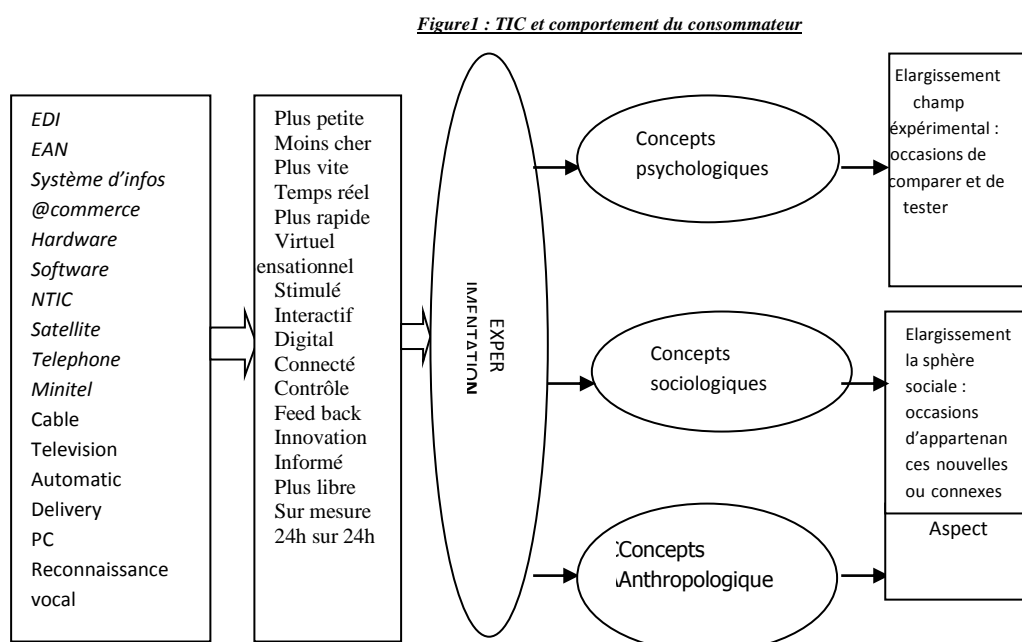 Figure1 : TIC et comportement du consommateur
EDI
EAN
Système d'infos
@commerce
Hardware
Software
NTIC
Satellite
Telephone
Minitel
Cable
Television
Automatic
Delivery
PC
Reconnaissance
vocal
Plus petite
Moins cher
Plus vite
Temps réel
Plus rapide
Virtuel
ensationnel
Stimulé
Interactif
Digital
Connecté
Contrôle
Feed back
Innovation
Informé
Plus libre
Sur mesure
24h sur 24h
EXPER
IMENTATION
Concepts
psychologiques
Concepts
sociologiques
Concepts
Anthropologique
Elargissement
champ
éxpérimental :
occasions de
comparer et de
tester
Elargissement
la sphère
sociale :
occasions
d'appartenan
ces nouvelles
ou connexes
Aspect